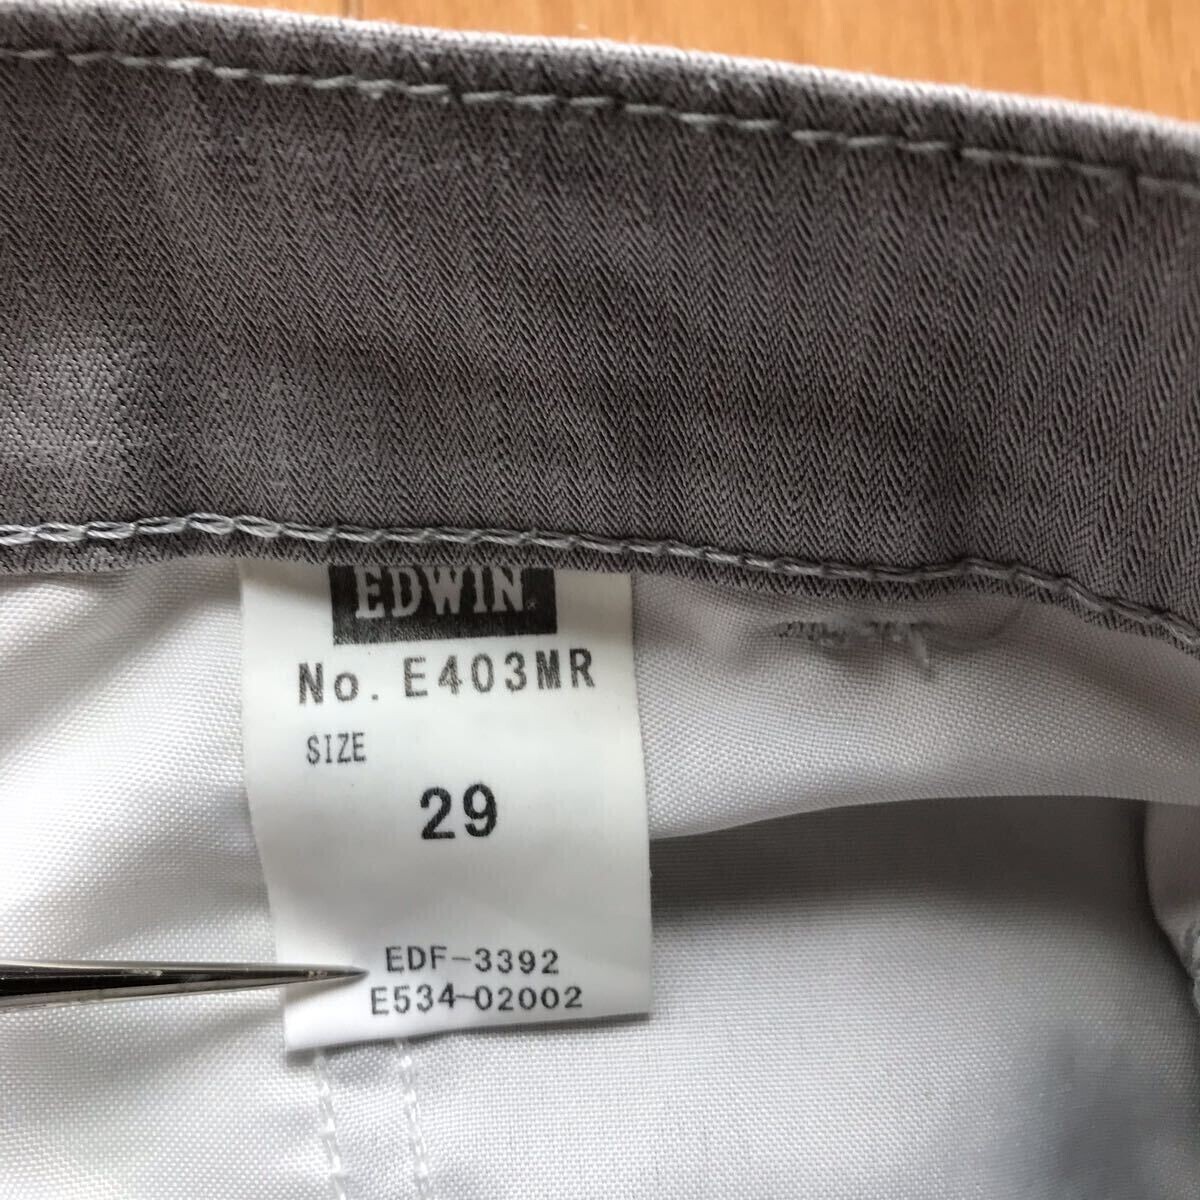 EDWIN
No. E403MR
SIZE
29
EDF-3392
E534-02002